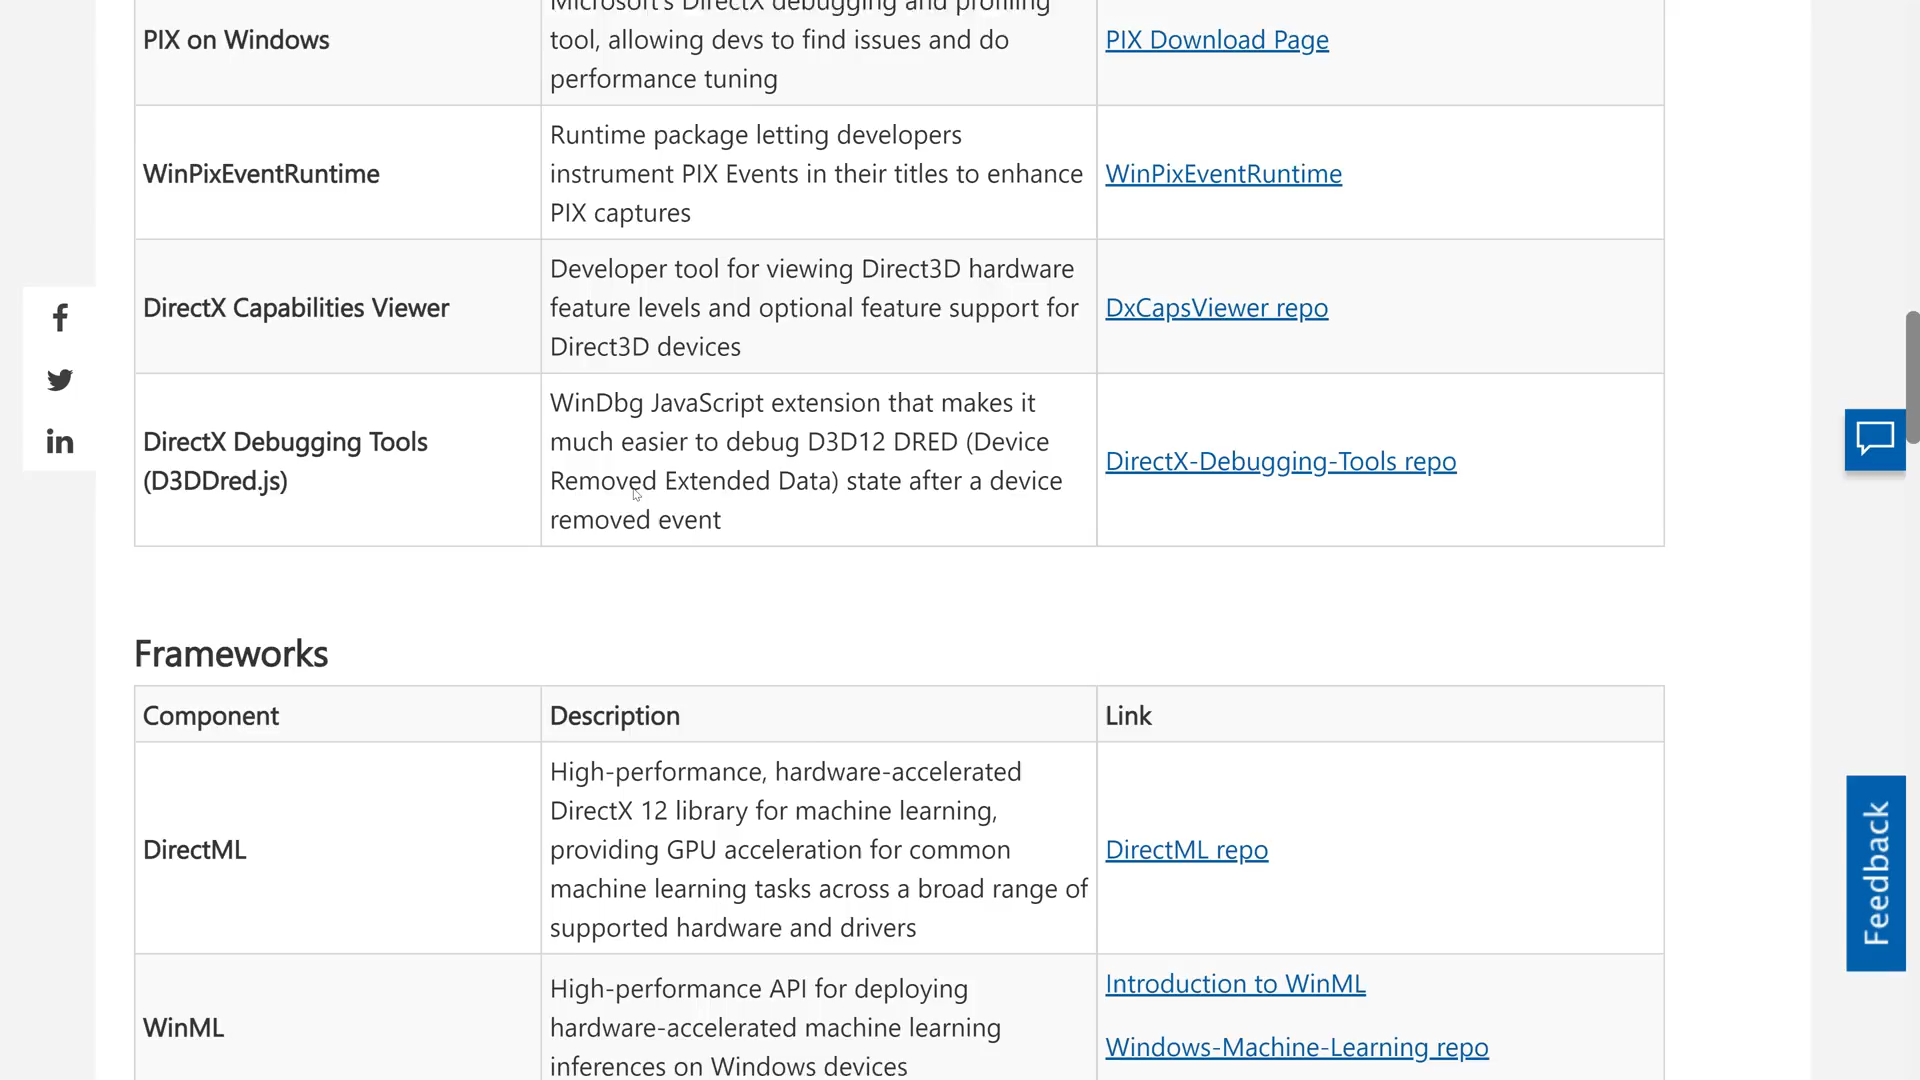 Microsoft's DirectX debugging and profiling
PIX on Windows
tool, allowing devs to find issues and do
performance tuning
PIX Download Page
WinPixEventRuntime
Runtime package letting developers
instrument PIX Events in their titles to enhance
PIX captures
WinPixEventRuntime
DirectX Capabilities Viewer
Developer tool for viewing Direct3D hardware
feature levels and optional feature support for
Direct3D devices
DxCapsViewer repo
DirectX Debugging Tools
(D3DDred.js)
WinDbg JavaScript extension that makes it
much easier to debug D3D12 DRED (Device
Removed Extended Data) state after a device
removed event
DirectX-Debugging-Tools repo
Frameworks
Component
Description
Link
DirectML
High-performance, hardware-accelerated
DirectX 12 library for machine learning,
providing GPU acceleration for common
machine learning tasks across a broad range of
supported hardware and drivers
DirectML repo
WinML
High-performance API for deploying
hardware-accelerated machine learning
inferences on Windows devices
Introduction to WinML
Windows-Machine-Learning repo
Feedback